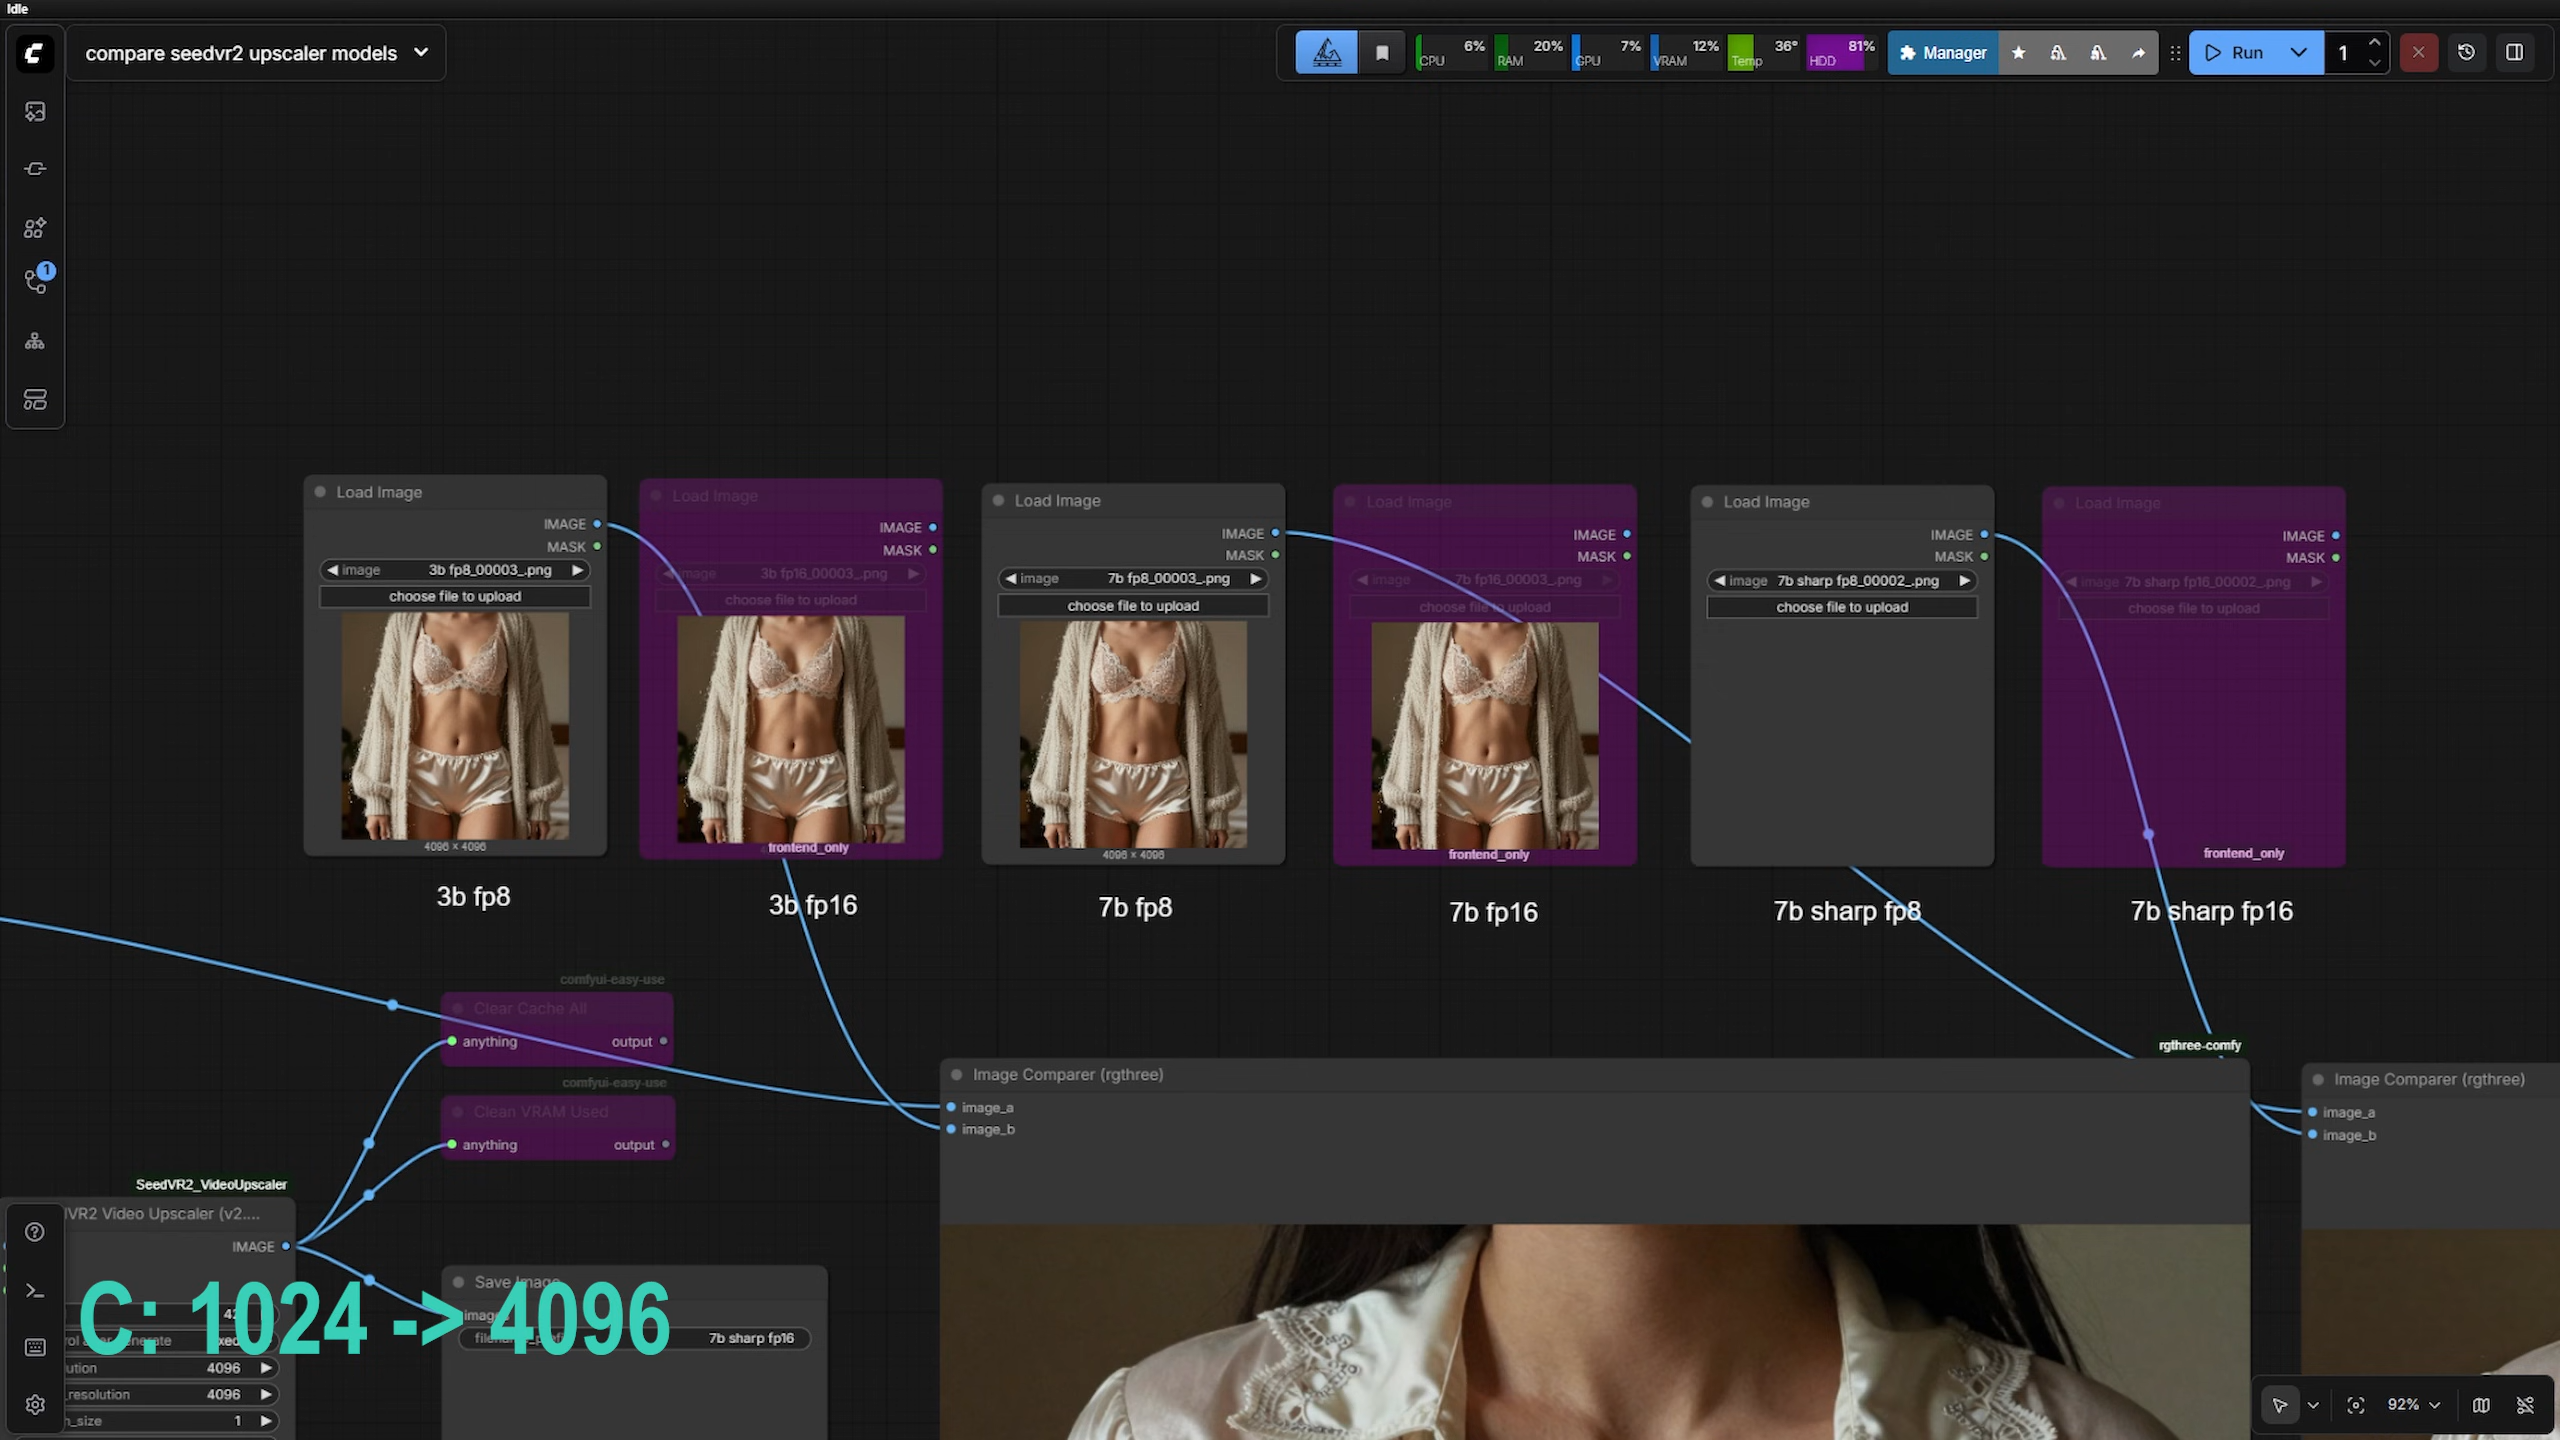 Idle
compare seedvr2 upscaler models
CPU 6%
RAM 20%
GPU 7%
VRAM 12%
Temp 36°
HDD 81%
Manager
Run
1
1
Load Image
IMAGE
MASK
image 3b fp8_00003_.png
choose file to upload
4096 × 4096
3b fp8
Load Image
IMAGE
MASK
image 3b fp16_00003_.png
choose file to upload
frontend_only
3b fp16
Load Image
IMAGE
MASK
image 7b fp8_00003_.png
choose file to upload
4096 × 4096
7b fp8
Load Image
IMAGE
MASK
image 7b fp16_00003_.png
choose file to upload
frontend_only
7b fp16
Load Image
IMAGE
MASK
image 7b sharp fp8_00002_.png
choose file to upload
7b sharp fp8
Load Image
IMAGE
MASK
image 7b sharp fp16_00002_.png
choose file to upload
frontend_only
7b sharp fp16
comfyui-easy-use
Clear Cache All
anything output
comfyui-easy-use
Clean VRAM Used
anything output
rgthree-comfy
Image Comparer (rgthree)
image_a
image_b
Image Comparer (rgthree)
image_a
image_b
SeedVR2_VideoUpscaler
VR2 Video Upscaler (v2....
IMAGE
Save Image
7b sharp fp16
C: 1024 -> 4096
ution 4096
_resolution 4096
h_size 1
92%